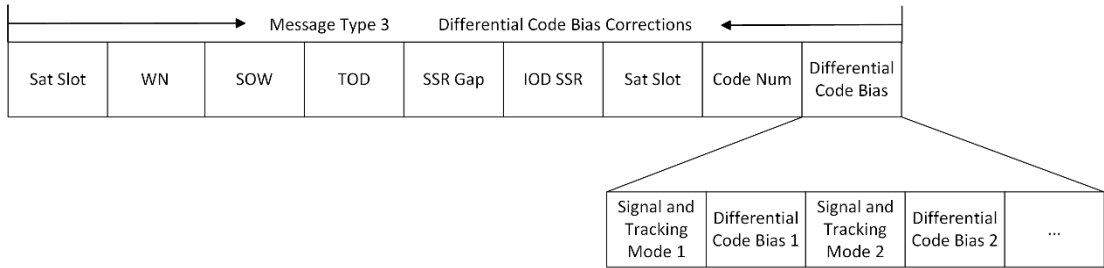 Message Type 3 Differential Code Bias Corrections
Sat Slot
WN
SOW
TOD
SSR Gap
IOD SSR
Sat Slot
Code Num
Differential
Code Bias
Signal and
Tracking
Mode 1
Differential
Code Bias 1
Signal and
Tracking
Mode 2
Differential
Code Bias 2
...